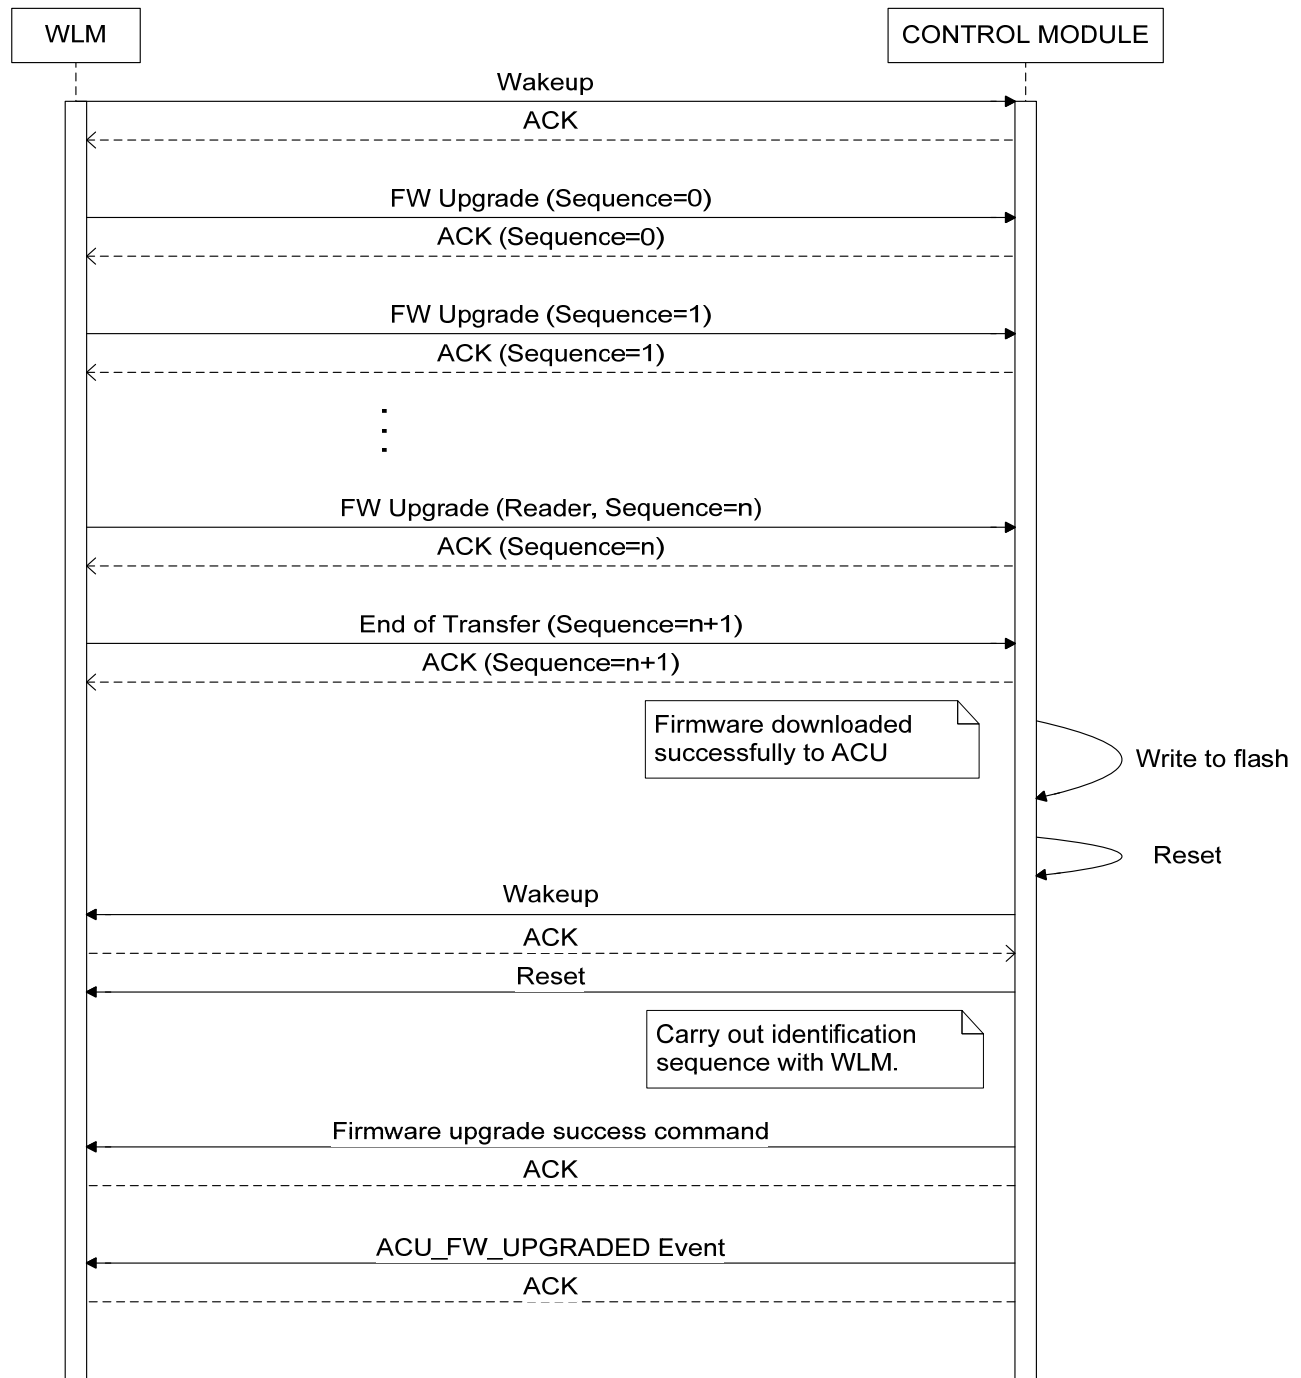 WLM
CONTROL MODULE
Wakeup
ACK
FW Upgrade (Sequence=0)
ACK (Sequence=0)
FW Upgrade (Sequence=1)
ACK (Sequence=1)
FW Upgrade (Reader, Sequence=n)
ACK (Sequence=n)
End of Transfer (Sequence=n+1)
ACK (Sequence=n+1)
Firmware downloaded
successfully to ACU
Write to flash
Reset
Wakeup
ACK
Reset
Carry out identification
sequence with WLM.
Firmware upgrade success command
ACK
ACU_FW_UPGRADED Event
ACK